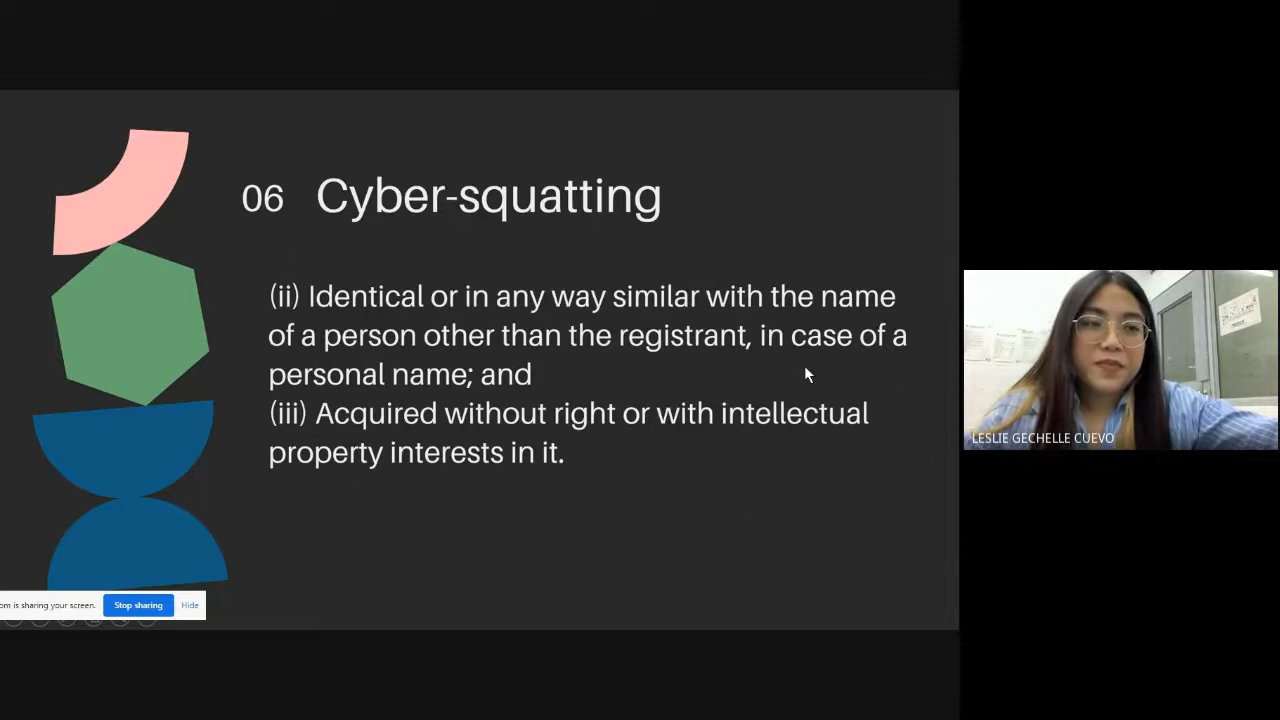 06 Cyber-squatting
(ii) Identical or in any way similar with the name
of a person other than the registrant, in case of a
personal name; and
(iii) Acquired without right or with intellectual
property interests in it.
LESLIE GECHELLE CUEVO
om is sharing your screen. Stop sharing Hide